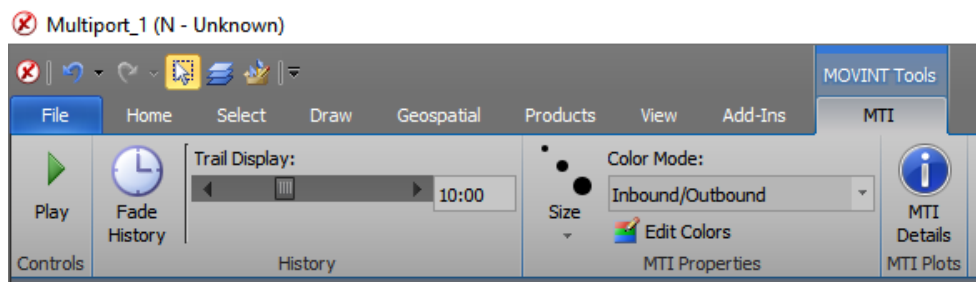 Multiport_1 (N - Unknown)
MOVINT Tools
File Home Select Draw Geospatial Products View Add-Ins MTI
Play
Fade
History
Trail Display:
10:00
Size
Color Mode:
Inbound/Outbound
Edit Colors
MTI
Details
Controls History MTI Properties MTI Plots